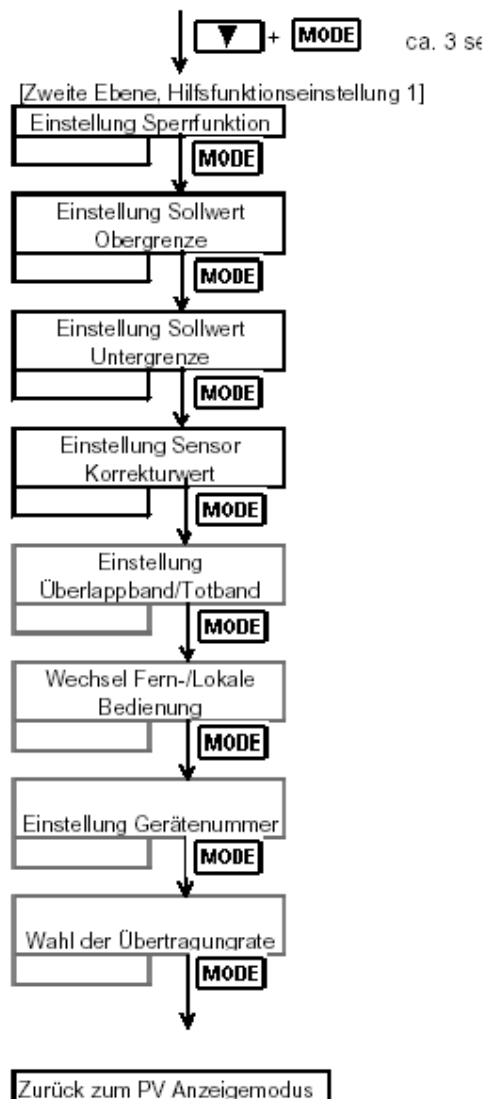 ▼ + MODE ca. 3 se
[Zweite Ebene, Hilfsfunktionseinstellung 1]
Einstellung Sperrfunktion
MODE
Einstellung Sollwert
Obergrenze
MODE
Einstellung Sollwert
Untergrenze
MODE
Einstellung Sensor
Korrekturwert
MODE
Einstellung
Überlappband/Totband
MODE
Wechsel Fern-/Lokale
Bedienung
MODE
Einstellung Gerätenummer
MODE
Wahl der Übertragungrate
MODE
Zurück zum PV Anzeigemodus